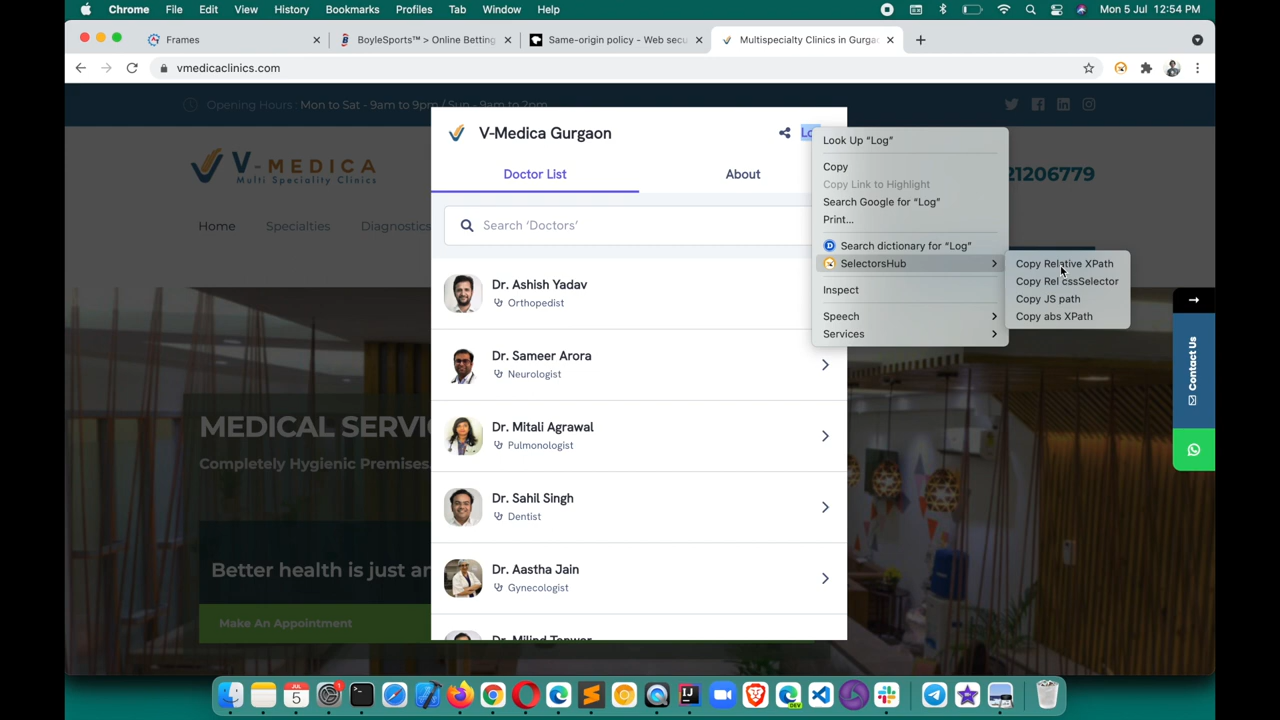 Chrome File Edit View History Bookmarks Profiles Tab Window Help Mon 5 Jul 12:54 PM
Frames BoyleSports™ > Online Betting Same-origin policy - Web secu Multispecialty Clinics in Gurga
vmedicaclinics.com
Opening Hours : Mon to Sat - 9am to 9pm / Sun - 9am to 2pm
V-MEDICA
Multi Speciality Clinics
21206779
Home Specialties Diagnostics
MEDICAL SERV
Completely Hygienic Premises.
Better health is just an
Make An Appointment
V-Medica Gurgaon
Doctor List About
Search ‘Doctors’
Dr. Ashish Yadav
Orthopedist
Dr. Sameer Arora
Neurologist
Dr. Mitali Agrawal
Pulmonologist
Dr. Sahil Singh
Dentist
Dr. Aastha Jain
Gynecologist
Look Up “Log”
Copy
Copy Link to Highlight
Search Google for “Log”
Print...
Search dictionary for “Log”
SelectorsHub
Inspect
Speech
Services
Copy Relative XPath
Copy Rel cssSelector
Copy JS path
Copy abs XPath
Contact Us
JUL
5
DEV